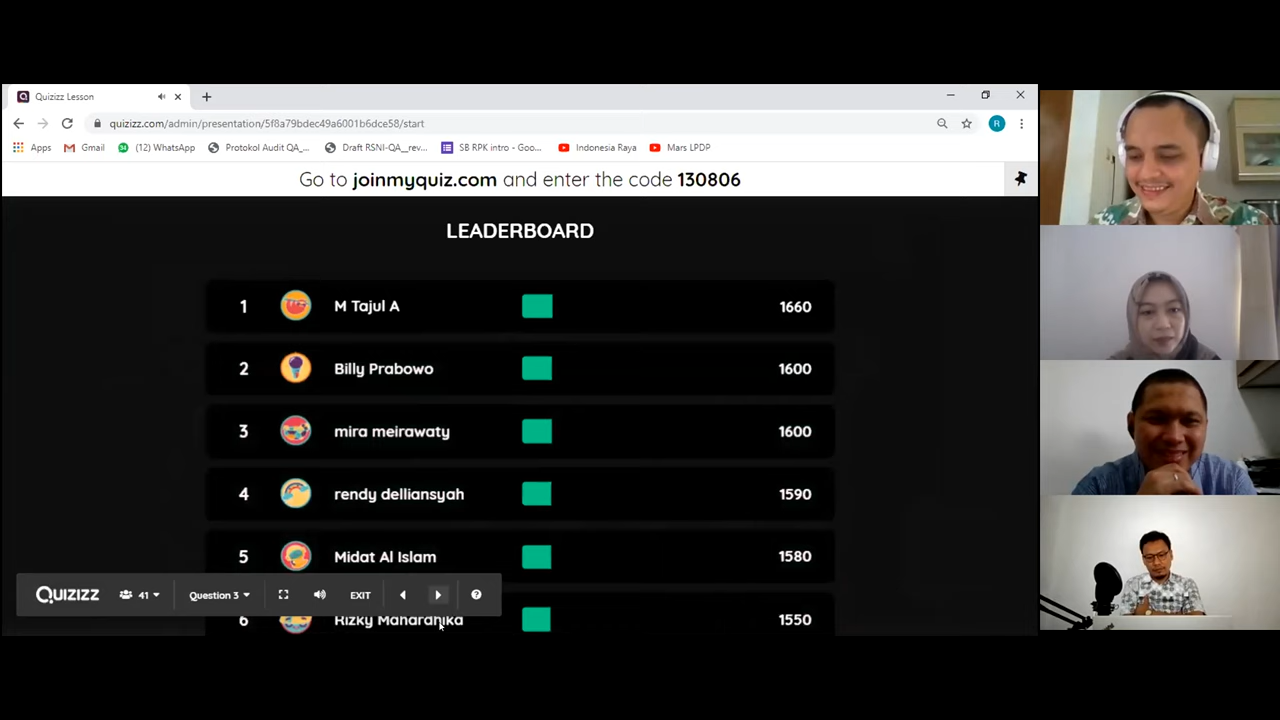 Quizizz Lesson
quizizz.com/admin/presentation/5f8a79bdec49a6001b6dce58/start
R
Apps Gmail (12) WhatsApp Protokol Audit QA_... Draft RSNI-QA__rev... SB RPK intro - Goo... Indonesia Raya Mars LPDP
Go to joinmyquiz.com and enter the code 130806
LEADERBOARD
1 M Tajul A 1660
2 Billy Prabowo 1600
3 mira meirawaty 1600
4 rendy delliansyah 1590
5 Midat Al Islam 1580
QUIZIZZ 41 Question 3 EXIT
6 Rizky Mahardhika 1550